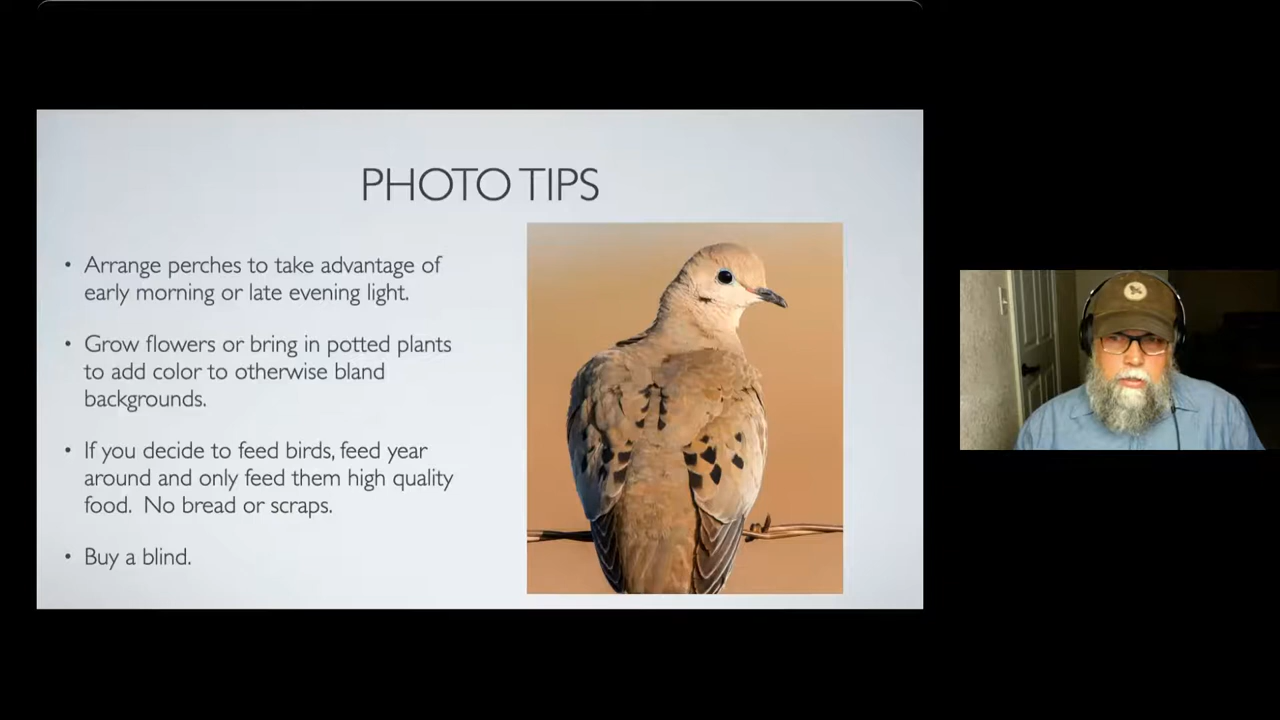 PHOTO TIPS
• Arrange perches to take advantage of
early morning or late evening light.
• Grow flowers or bring in potted plants
to add color to otherwise bland
backgrounds.
• If you decide to feed birds, feed year
around and only feed them high quality
food.  No bread or scraps.
• Buy a blind.